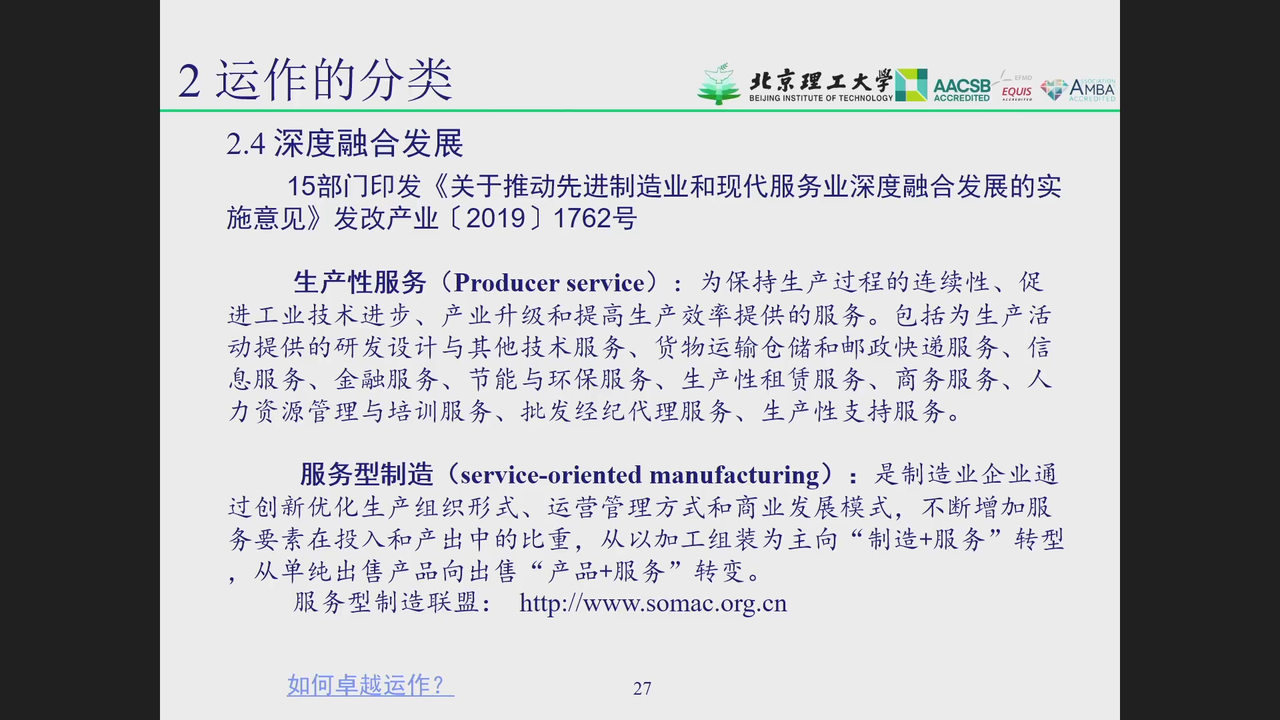 2 运作的分类
北京理工大学
BEIJING INSTITUTE OF TECHNOLOGY
AACSB
ACCREDITED
EFMD
EQUIS
ACCREDITED
ASSOCIATION
AMBA
ACCREDITED
2.4 深度融合发展
15部门印发《关于推动先进制造业和现代服务业深度融合发展的实
施意见》发改产业〔2019〕1762号
生产性服务（Producer service）：为保持生产过程的连续性、促
进工业技术进步、产业升级和提高生产效率提供的服务。包括为生产活
动提供的研发设计与其他技术服务、货物运输仓储和邮政快递服务、信
息服务、金融服务、节能与环保服务、生产性租赁服务、商务服务、人
力资源管理与培训服务、批发经纪代理服务、生产性支持服务。
服务型制造（service-oriented manufacturing）：是制造业企业通
过创新优化生产组织形式、运营管理方式和商业发展模式，不断增加服
务要素在投入和产出中的比重，从以加工组装为主向“制造+服务”转型
，从单纯出售产品向出售“产品+服务”转变。
服务型制造联盟： http://www.somac.org.cn
如何卓越运作？
27